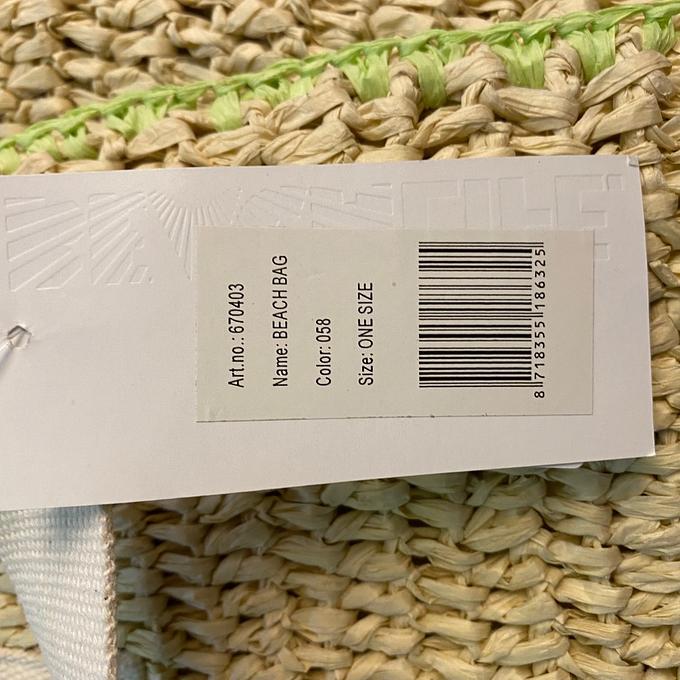 Art.no.: 670403
Name: BEACH BAG
Color: 058
Size: ONE SIZE
8 718355 186325